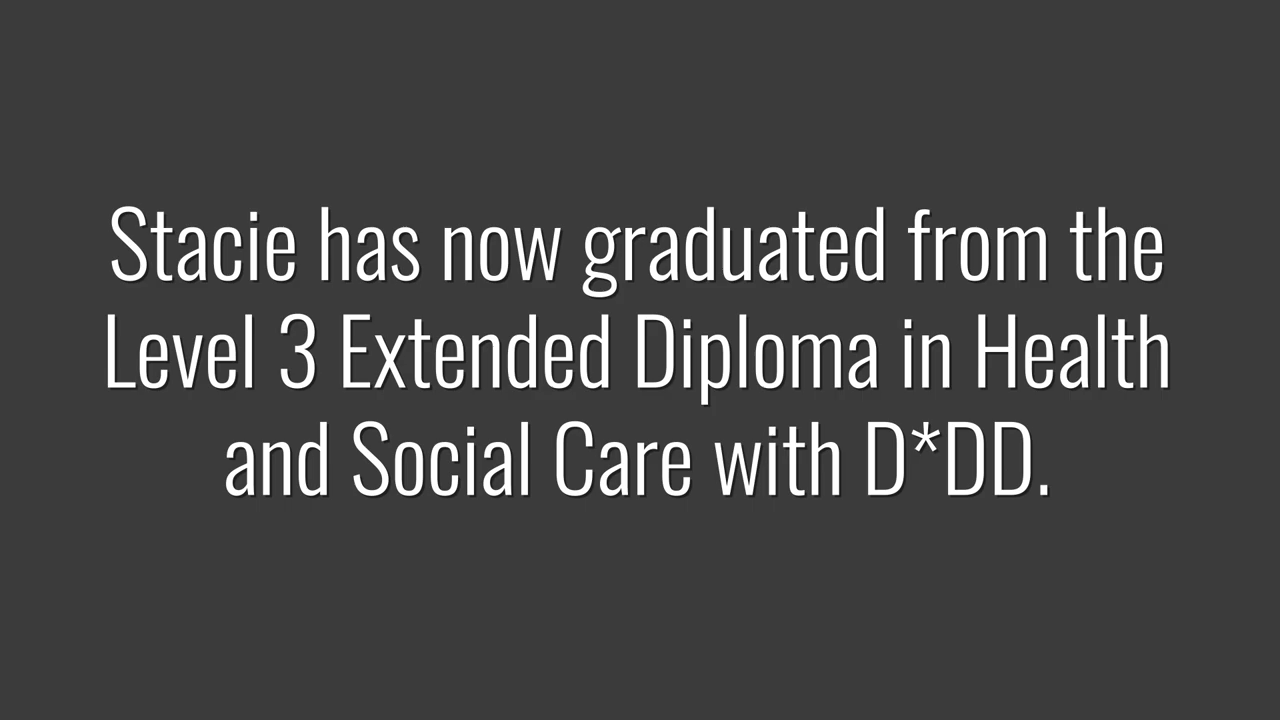 Stacie has now graduated from the
Level 3 Extended Diploma in Health
and Social Care with D*DD.